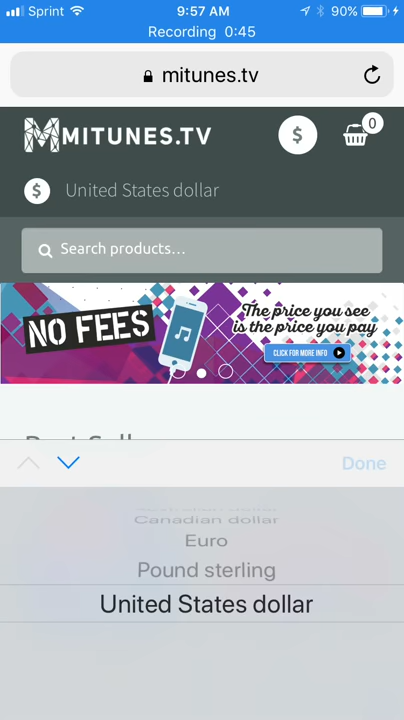 Sprint 9:57 AM 90%
Recording 0:45
mitunes.tv
MMITUNES.TV
$ 0
$ United States dollar
Search products...
NO FEES
The price you see
is the price you pay
CLICK FOR MORE INFO
Done
Canadian dollar
Euro
Pound sterling
United States dollar